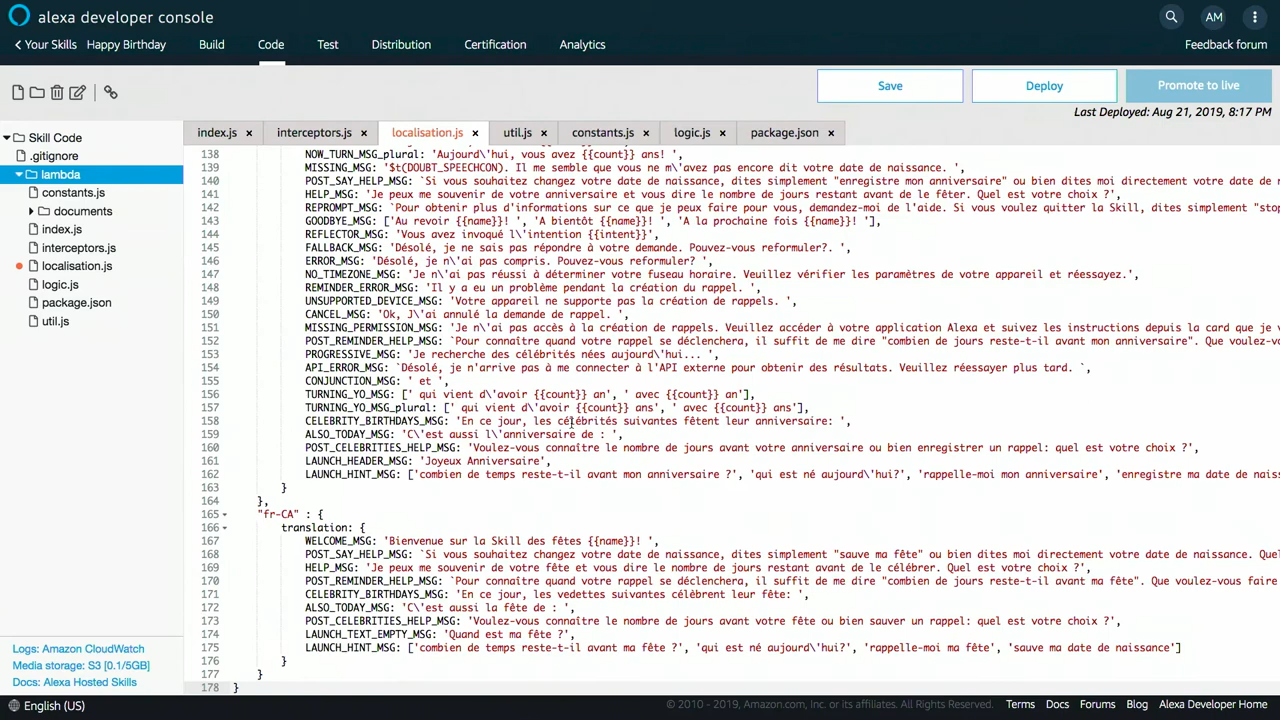 alexa developer console
AM
Your Skills Happy Birthday Build Code Test Distribution Certification Analytics Feedback forum
Save Deploy Promote to live
Last Deployed: Aug 21, 2019, 8:17 PM
Skill Code
.gitignore
lambda
constants.js
documents
index.js
interceptors.js
localisation.js
logic.js
package.json
util.js
Logs: Amazon CloudWatch
Media storage: S3 [0.1/5GB]
Docs: Alexa Hosted Skills
index.js × interceptors.js × localisation.js × util.js × constants.js × logic.js × package.json ×
138 NOW_TURN_MSG_plural: 'Aujourd\'hui, vous avez {{count}} ans! ',
139 MISSING_MSG: '$t(DOUBT_SPEECHCON). Il me semble que vous ne m\'avez pas encore dit votre date de naissance. ',
140 POST_SAY_HELP_MSG: `Si vous souhaitez changez votre date de naissance, dites simplement "enregistre mon anniversaire" ou bien dites moi directement votre date de n
141 HELP_MSG: 'Je peux me souvenir de votre anniversaire et vous dire le nombre de jours restant avant de le fêter. Quel est votre choix ?',
142 REPROMPT_MSG: `Pour obtenir plus d'informations sur ce que je peux faire pour vous, demandez-moi de l'aide. Si vous voulez quitter la Skill, dites simplement "stop
143 GOODBYE_MSG: ['Au revoir {{name}}! ', 'A bientôt {{name}}! ', 'A la prochaine fois {{name}}! '],
144 REFLECTOR_MSG: 'Vous avez invoqué l\'intention {{intent}}',
145 FALLBACK_MSG: 'Désolé, je ne sais pas répondre à votre demande. Pouvez-vous reformuler?. ',
146 ERROR_MSG: 'Désolé, je n\'ai pas compris. Pouvez-vous reformuler? ',
147 NO_TIMEZONE_MSG: 'Je n\'ai pas réussi à déterminer votre fuseau horaire. Veuillez vérifier les paramètres de votre appareil et réessayez.',
148 REMINDER_ERROR_MSG: 'Il y a eu un problème pendant la création du rappel. ',
149 UNSUPPORTED_DEVICE_MSG: 'Votre appareil ne supporte pas la création de rappels. ',
150 CANCEL_MSG: 'Ok, J\'ai annulé la demande de rappel. ',
151 MISSING_PERMISSION_MSG: 'Je n\'ai pas accès à la création de rappels. Veuillez accéder à votre application Alexa et suivez les instructions depuis la card que je v
152 POST_REMINDER_HELP_MSG: 'Pour connaître quand votre rappel se déclenchera, il suffit de me dire "combien de jours reste-t-il avant mon anniversaire". Que voulez-vou
153 PROGRESSIVE_MSG: 'Je recherche des célébrités nées aujourd\'hui... ',
154 API_ERROR_MSG: `Désolé, je n'arrive pas à me connecter à l'API externe pour obtenir des résultats. Veuillez réessayer plus tard. `,
155 CONJUNCTION_MSG: ' et ',
156 TURNING_YO_MSG: [' qui vient d\'avoir {{count}} an', ' avec {{count}} an'],
157 TURNING_YO_MSG_plural: [' qui vient d\'avoir {{count}} ans', ' avec {{count}} ans'],
158 CELEBRITY_BIRTHDAYS_MSG: 'En ce jour, les célébrités suivantes fêtent leur anniversaire: ',
159 ALSO_TODAY_MSG: 'C\'est aussi l\'anniversaire de : ',
160 POST_CELEBRITIES_HELP_MSG: 'Voulez-vous connaître le nombre de jours avant votre anniversaire ou bien enregistrer un rappel: quel est votre choix ?',
161 LAUNCH_HEADER_MSG: 'Joyeux Anniversaire',
162 LAUNCH_HINT_MSG: ['combien de temps reste-t-il avant mon anniversaire ?', 'qui est né aujourd\'hui?', 'rappelle-moi mon anniversaire', 'enregistre ma date de naiss
163 }
164 },
165 "fr-CA" : {
166 translation: {
167 WELCOME_MSG: 'Bienvenue sur la Skill des fêtes {{name}}! ',
168 POST_SAY_HELP_MSG: `Si vous souhaitez changez votre date de naissance, dites simplement "sauve ma fête" ou bien dites moi directement votre date de naissance. Quel
169 HELP_MSG: 'Je peux me souvenir de votre fête et vous dire le nombre de jours restant avant de le célébrer. Quel est votre choix ?',
170 POST_REMINDER_HELP_MSG: `Pour connaître quand votre rappel se déclenchera, il suffit de me dire "combien de jours reste-t-il avant ma fête". Que voulez-vous faire
171 CELEBRITY_BIRTHDAYS_MSG: 'En ce jour, les vedettes suivantes célèbrent leur fête: ',
172 ALSO_TODAY_MSG: 'C\'est aussi la fête de : ',
173 POST_CELEBRITIES_HELP_MSG: 'Voulez-vous connaître le nombre de jours avant votre fête ou bien sauver un rappel: quel est votre choix ?',
174 LAUNCH_TEXT_EMPTY_MSG: 'Quand est ma fête ?',
175 LAUNCH_HINT_MSG: ['combien de temps reste-t-il avant ma fête ?', 'qui est né aujourd\'hui?', 'rappelle-moi ma fête', 'sauve ma date de naissance']
176 }
177 }
178 }
English (US) © 2010 - 2019, Amazon.com, Inc. or its affiliates. All Rights Reserved. Terms Docs Forums Blog Alexa Developer Home